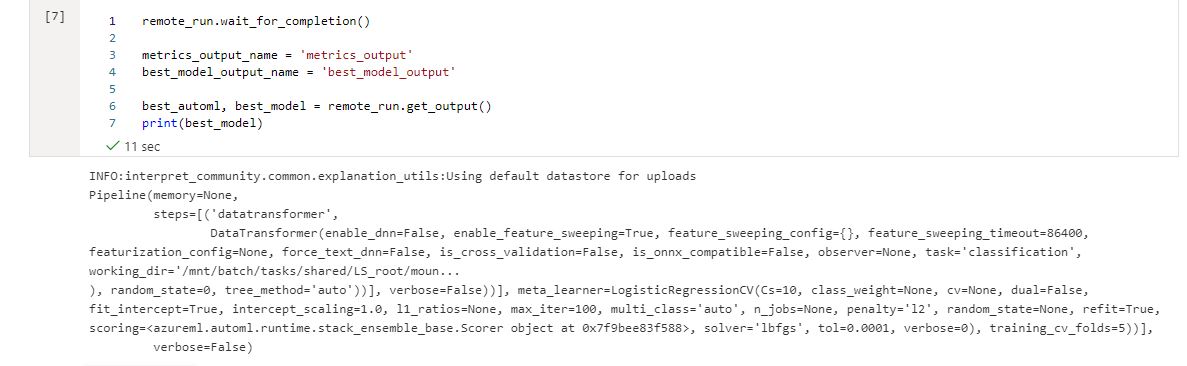 [7]
1 remote_run.wait_for_completion()
2
3 metrics_output_name = 'metrics_output'
4 best_model_output_name = 'best_model_output'
5
6 best_automl, best_model = remote_run.get_output()
7 print(best_model)
11 sec
INFO:interpret_community.common.explanation_utils:Using default datastore for uploads
Pipeline(memory=None,
steps=[('datatransformer',
DataTransformer(enable_dnn=False, enable_feature_sweeping=True, feature_sweeping_config={}, feature_sweeping_timeout=86400,
featurization_config=None, force_text_dnn=False, is_cross_validation=False, is_onnx_compatible=False, observer=None, task='classification',
working_dir='/mnt/batch/tasks/shared/LS_root/moun...
), random_state=0, tree_method='auto'))], verbose=False))], meta_learner=LogisticRegressionCV(Cs=10, class_weight=None, cv=None, dual=False,
fit_intercept=True, intercept_scaling=1.0, l1_ratios=None, max_iter=100, multi_class='auto', n_jobs=None, penalty='l2', random_state=None, refit=True,
scoring=<azureml.automl.runtime.stack_ensemble_base.Scorer object at 0x7f9bee83f588>, solver='lbfgs', tol=0.0001, verbose=0), training_cv_folds=5))],
verbose=False)